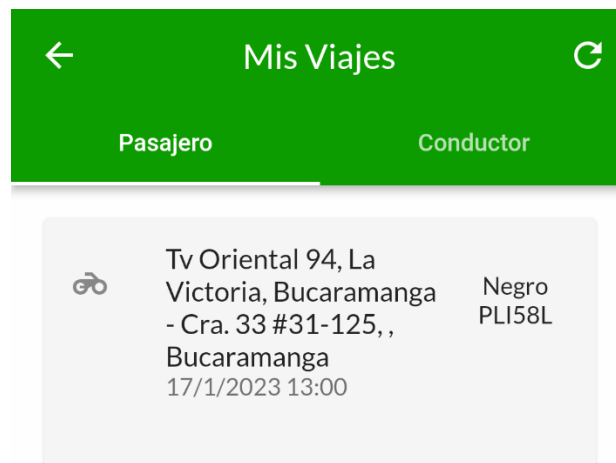 Mis Viajes
Pasajero
Conductor
Tv Oriental 94, La
Victoria, Bucaramanga
- Cra. 33 #31-125, ,
Bucaramanga
17/1/2023 13:00
Negro
PLI58L